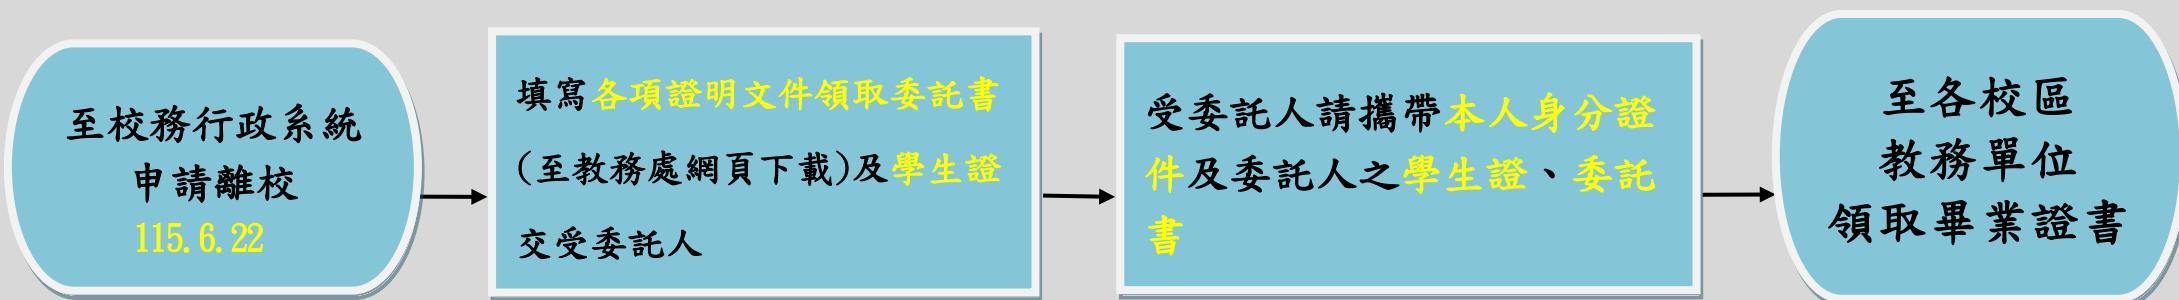 至校務行政系統
申請離校
115.6.22
填寫各項證明文件領取委託書
(至教務處網頁下載)及學生證
交受委託人
受委託人請攜帶本人身分證
件及委託人之學生證、委託
書
至各校區
教務單位
領取畢業證書